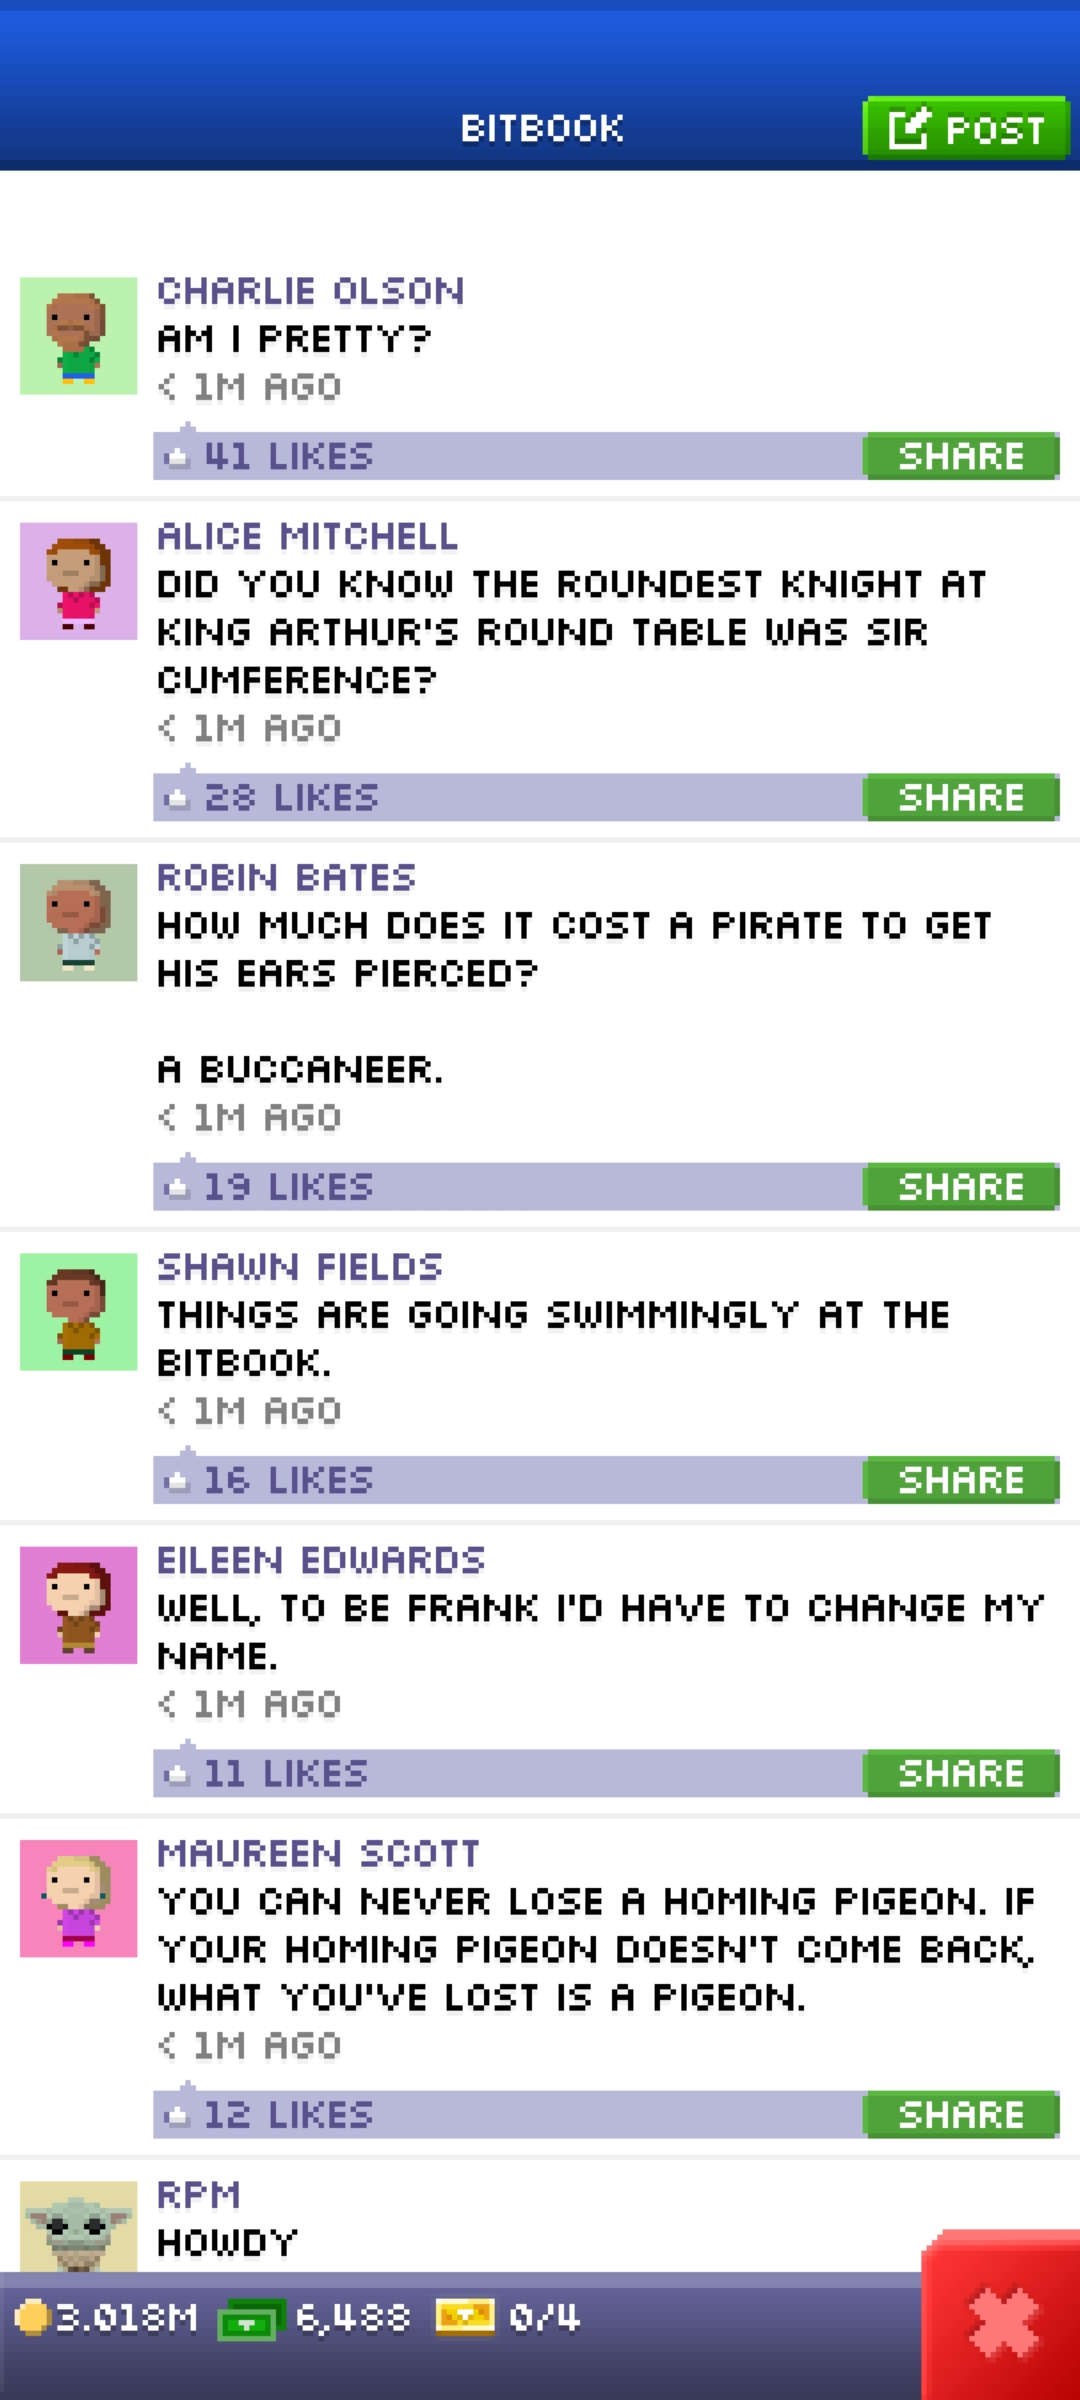 BITBOOK
POST
CHARLIE OLSON
AM I PRETTY?
< 1M AGO
41 LIKES
SHARE
ALICE MITCHELL
DID YOU KNOW THE ROUNDEST KNIGHT AT
KING ARTHUR'S ROUND TABLE WAS SIR
CUMFERENCE?
< 1M AGO
28 LIKES
SHARE
ROBIN BATES
HOW MUCH DOES IT COST A PIRATE TO GET
HIS EARS PIERCED?
A BUCCANEER.
< 1M AGO
19 LIKES
SHARE
SHAWN FIELDS
THINGS ARE GOING SWIMMINGLY AT THE
BITBOOK.
< 1M AGO
16 LIKES
SHARE
EILEEN EDWARDS
WELL, TO BE FRANK I'D HAVE TO CHANGE MY
NAME.
< 1M AGO
11 LIKES
SHARE
MAUREEN SCOTT
YOU CAN NEVER LOSE A HOMING PIGEON. IF
YOUR HOMING PIGEON DOESN'T COME BACK,
WHAT YOU'VE LOST IS A PIGEON.
< 1M AGO
12 LIKES
SHARE
RPM
HOWDY
3.018M 6,488 0/4